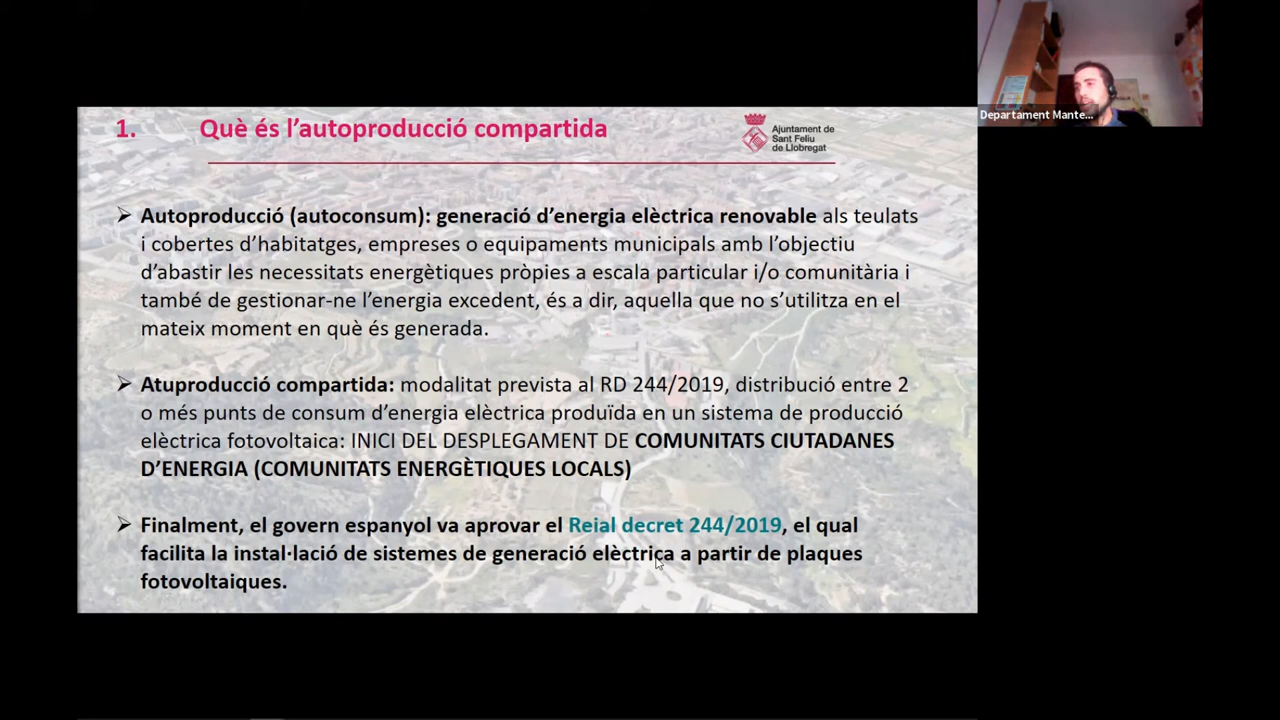 1. Què és l’autoproducció compartida
Ajuntament de
Sant Feliu
de Llobregat
Departament Mante...
➢ Autoproducció (autoconsum): generació d’energia elèctrica renovable als teulats
i cobertes d’habitatges, empreses o equipaments municipals amb l’objectiu
d’abastir les necessitats energètiques pròpies a escala particular i/o comunitària i
també de gestionar-ne l’energia excedent, és a dir, aquella que no s’utilitza en el
mateix moment en què és generada.
➢ Atuproducció compartida: modalitat prevista al RD 244/2019, distribució entre 2
o més punts de consum d’energia elèctrica produïda en un sistema de producció
elèctrica fotovoltaica: INICI DEL DESPLEGAMENT DE COMUNITATS CIUTADANES
D’ENERGIA (COMUNITATS ENERGÈTIQUES LOCALS)
➢ Finalment, el govern espanyol va aprovar el Reial decret 244/2019, el qual
facilita la instal·lació de sistemes de generació elèctrica a partir de plaques
fotovoltaiques.